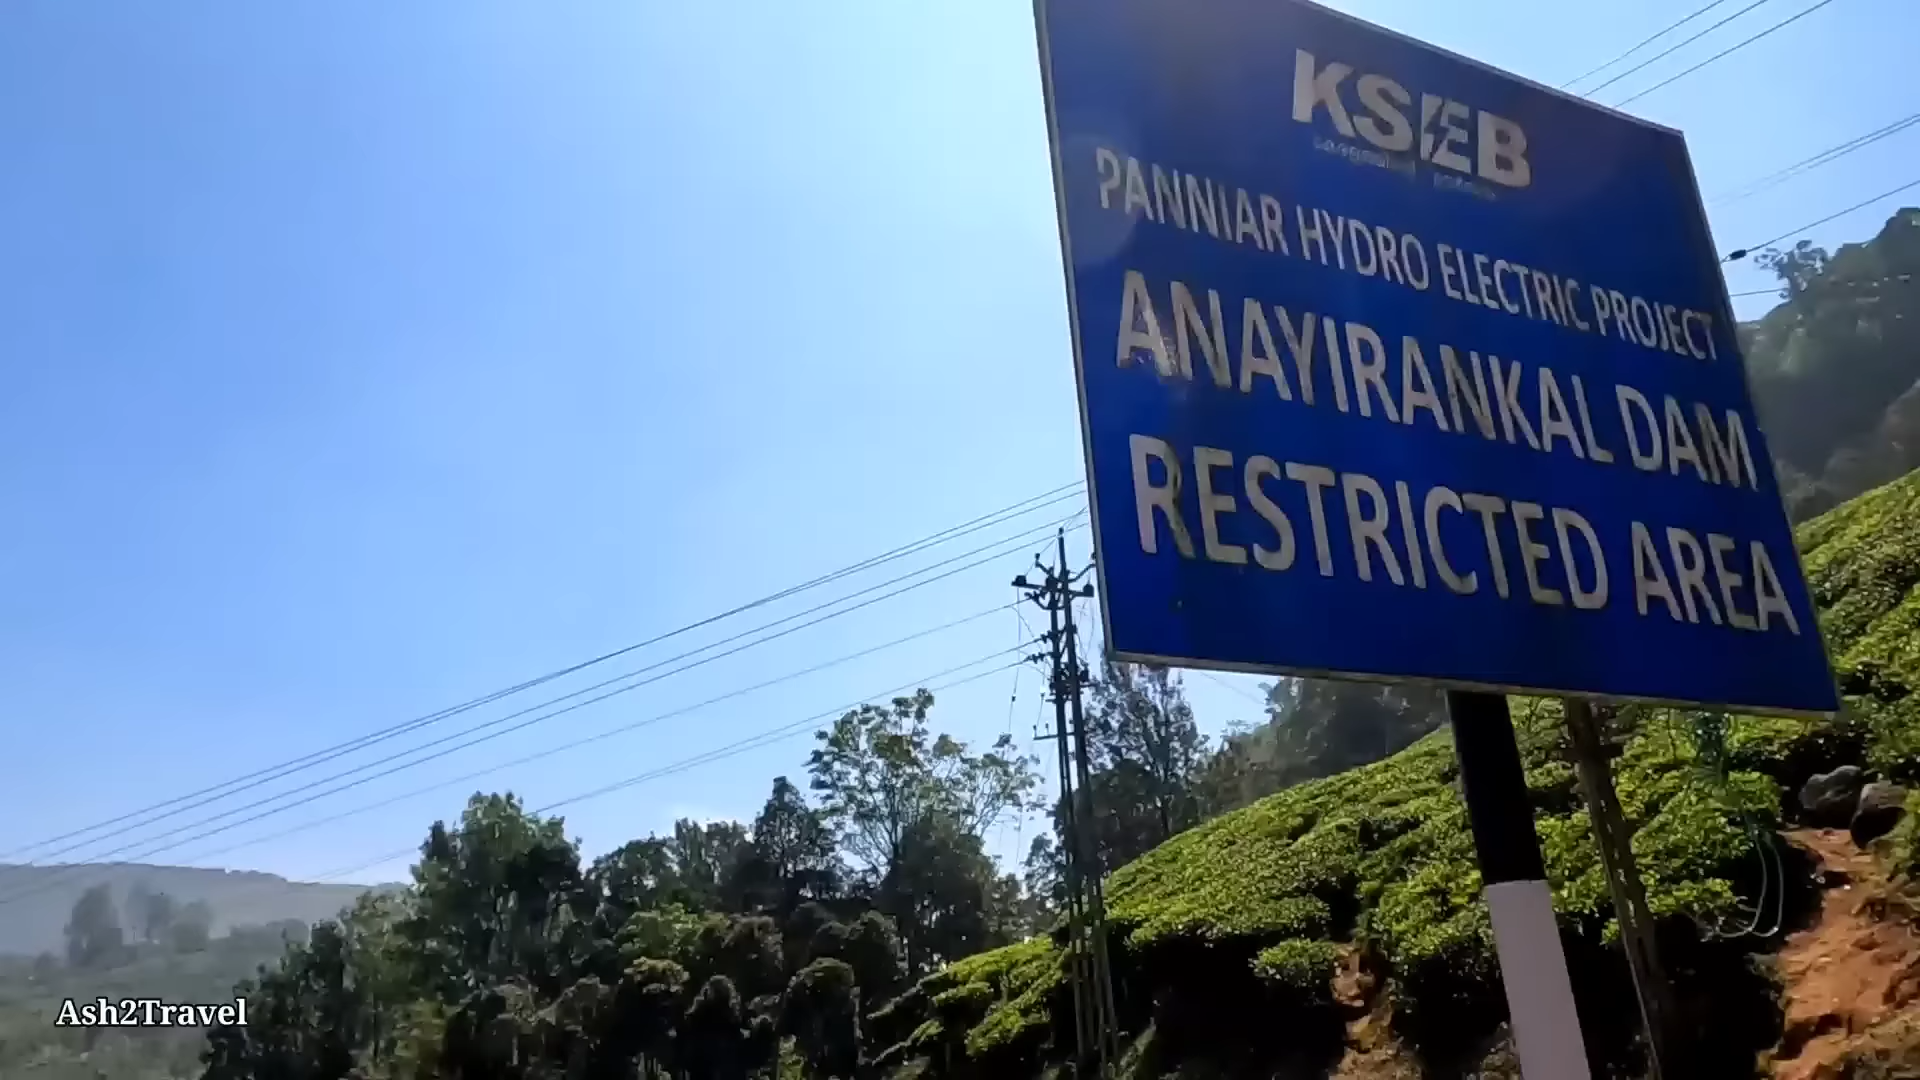 KSEB
PANNIAR HYDRO ELECTRIC PROJECT
ANAYIRANKAL DAM
RESTRICTED AREA
Ash2Travel